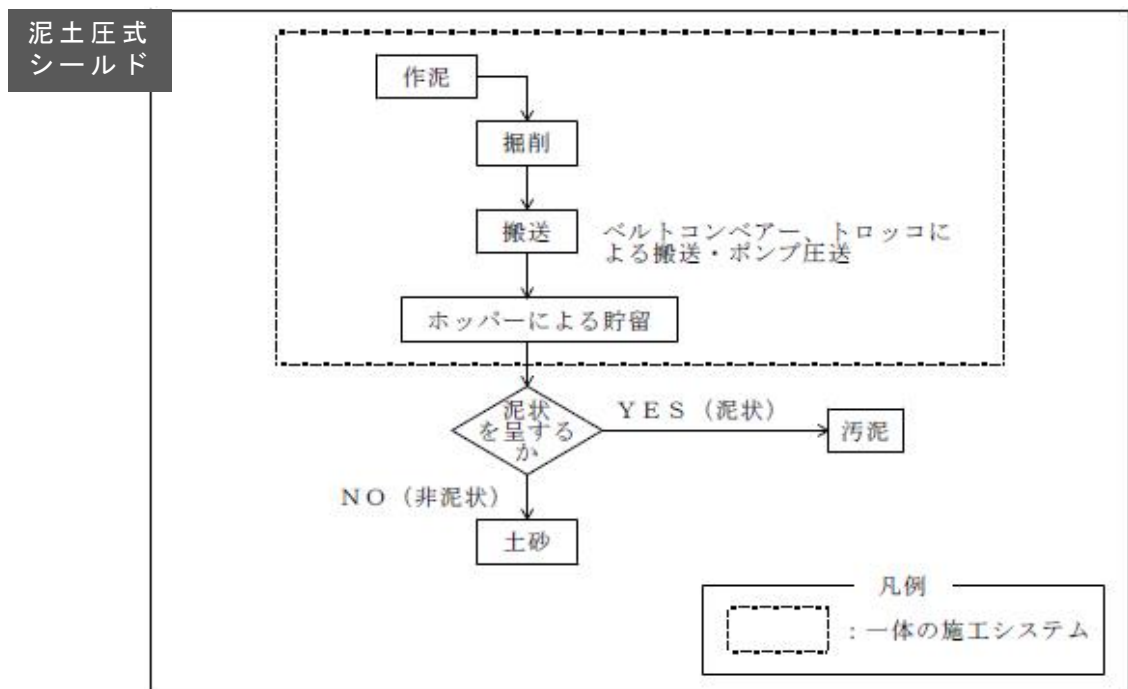 泥土圧式
シールド
作泥
掘削
搬送
ベルトコンベアー、トロッコに
よる搬送・ポンプ圧送
ホッパーによる貯留
泥状
を呈する
か
ＹＥＳ（泥状）
汚泥
ＮＯ（非泥状）
土砂
凡例
：一体の施工システム